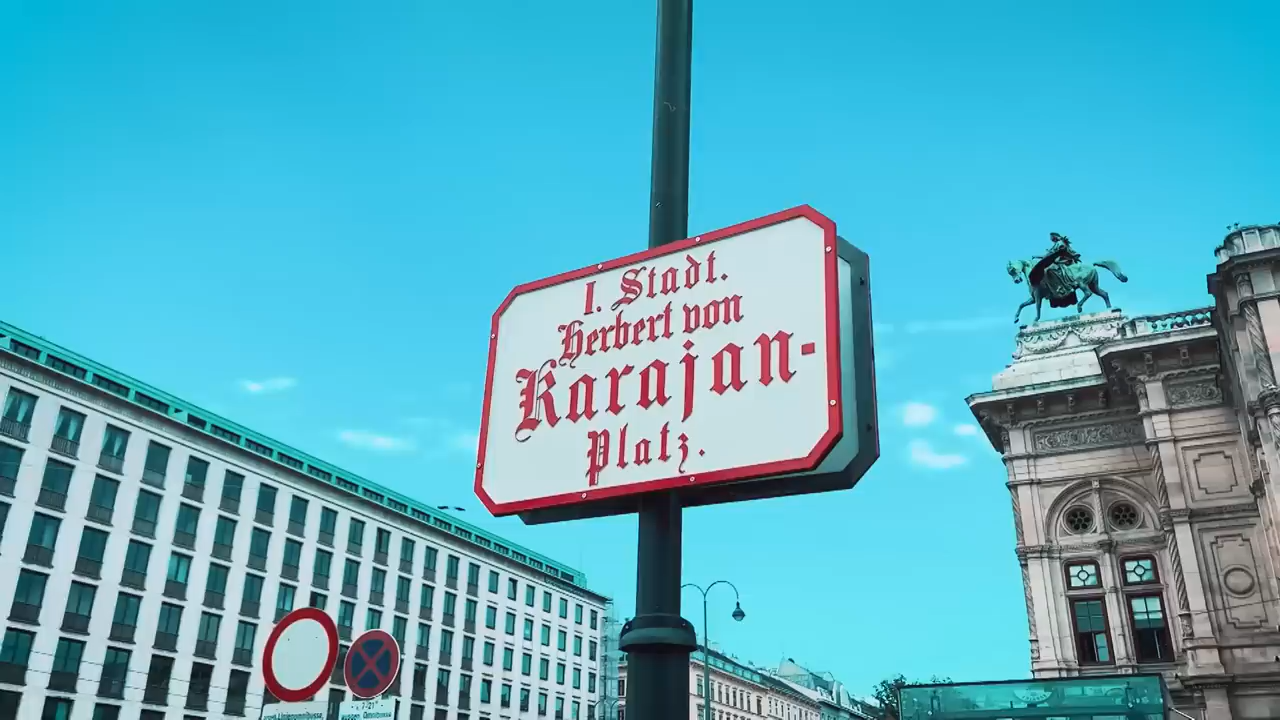 I. Stadt.
Herbert von
Karajan-
Platz.